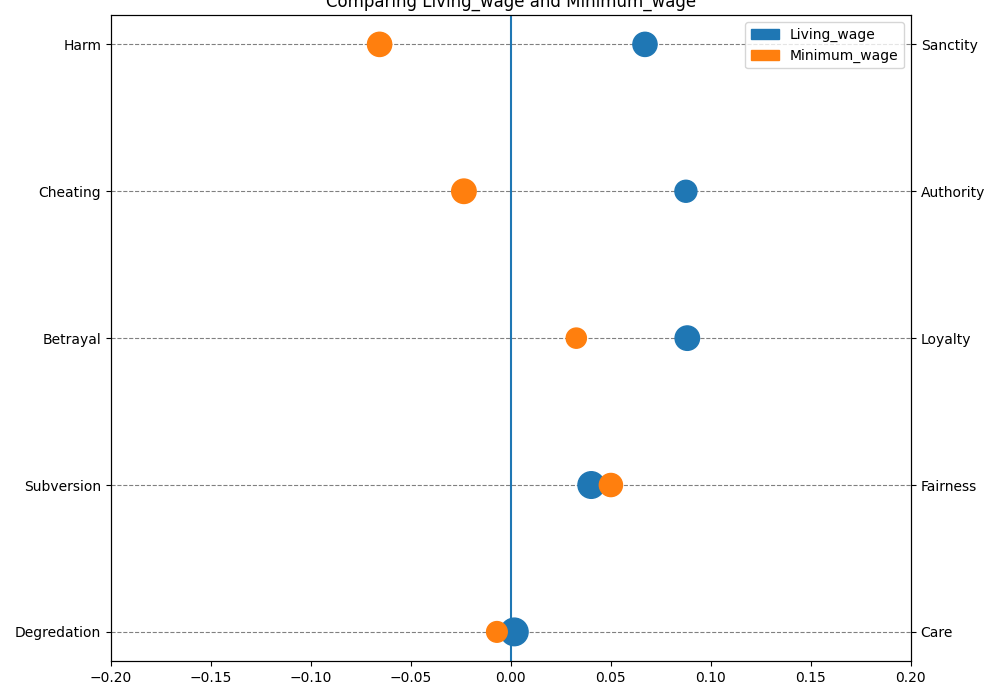 Comparing Living_wage and Minimum_wage
Living_wage
Minimum_wage
Harm
Sanctity
Cheating
Authority
Betrayal
Loyalty
Subversion
Fairness
Degredation
Care
−0.20 −0.15 −0.10 −0.05 0.00 0.05 0.10 0.15 0.20